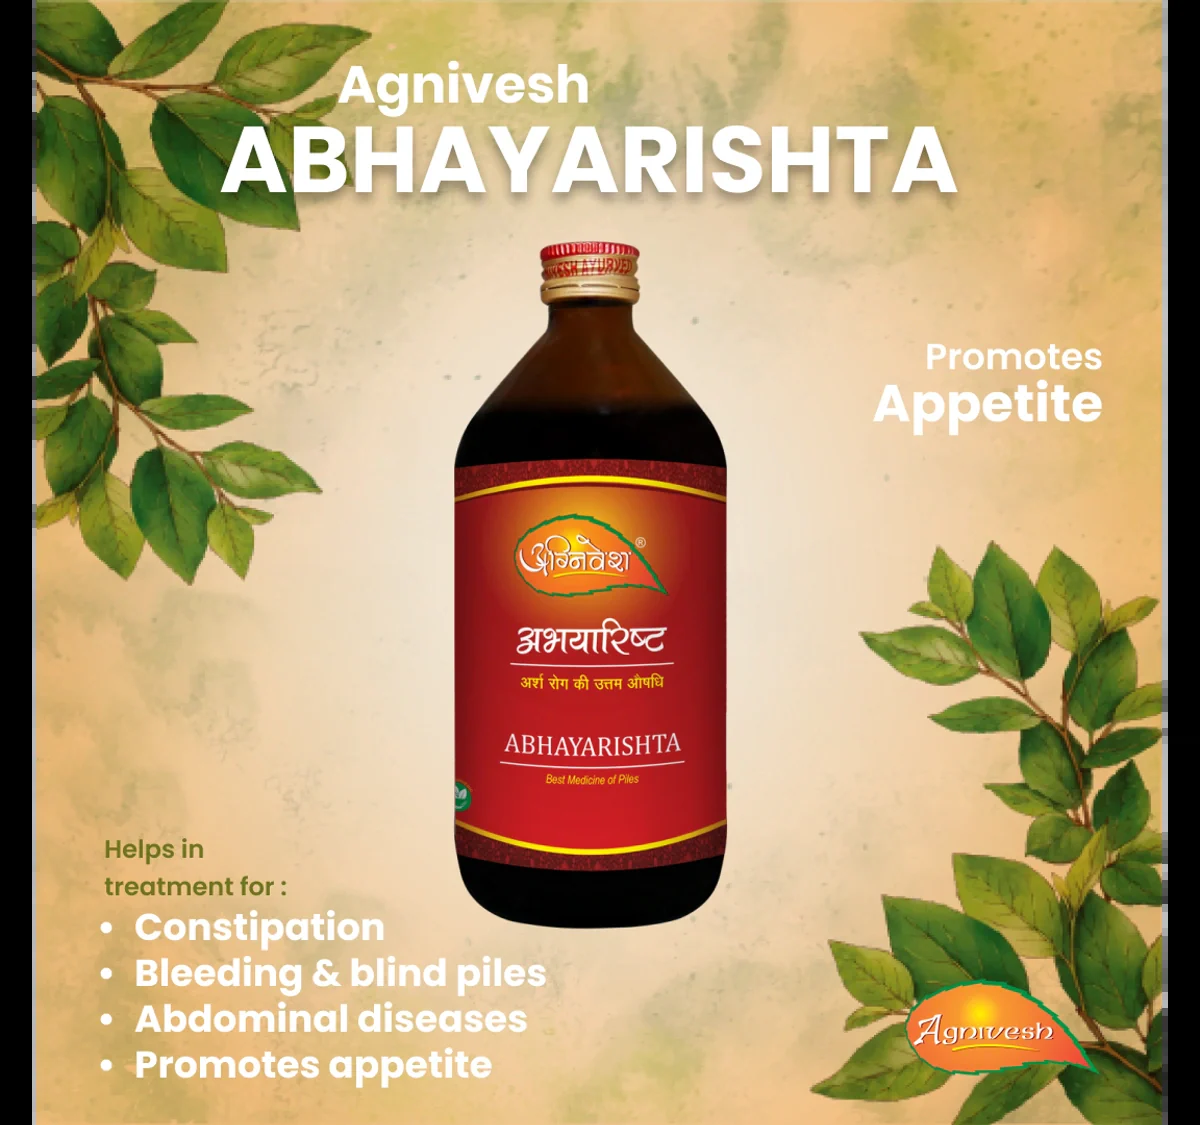 Agnivesh
ABHAYARISHTA
Promotes
Appetite
अग्निवेश ®
अभयारिष्ट
अर्श रोग की उत्तम औषधि
ABHAYARISHTA
Best Medicine of Piles
Helps in
treatment for :
• Constipation
• Bleeding & blind piles
• Abdominal diseases
• Promotes appetite
Agnivesh